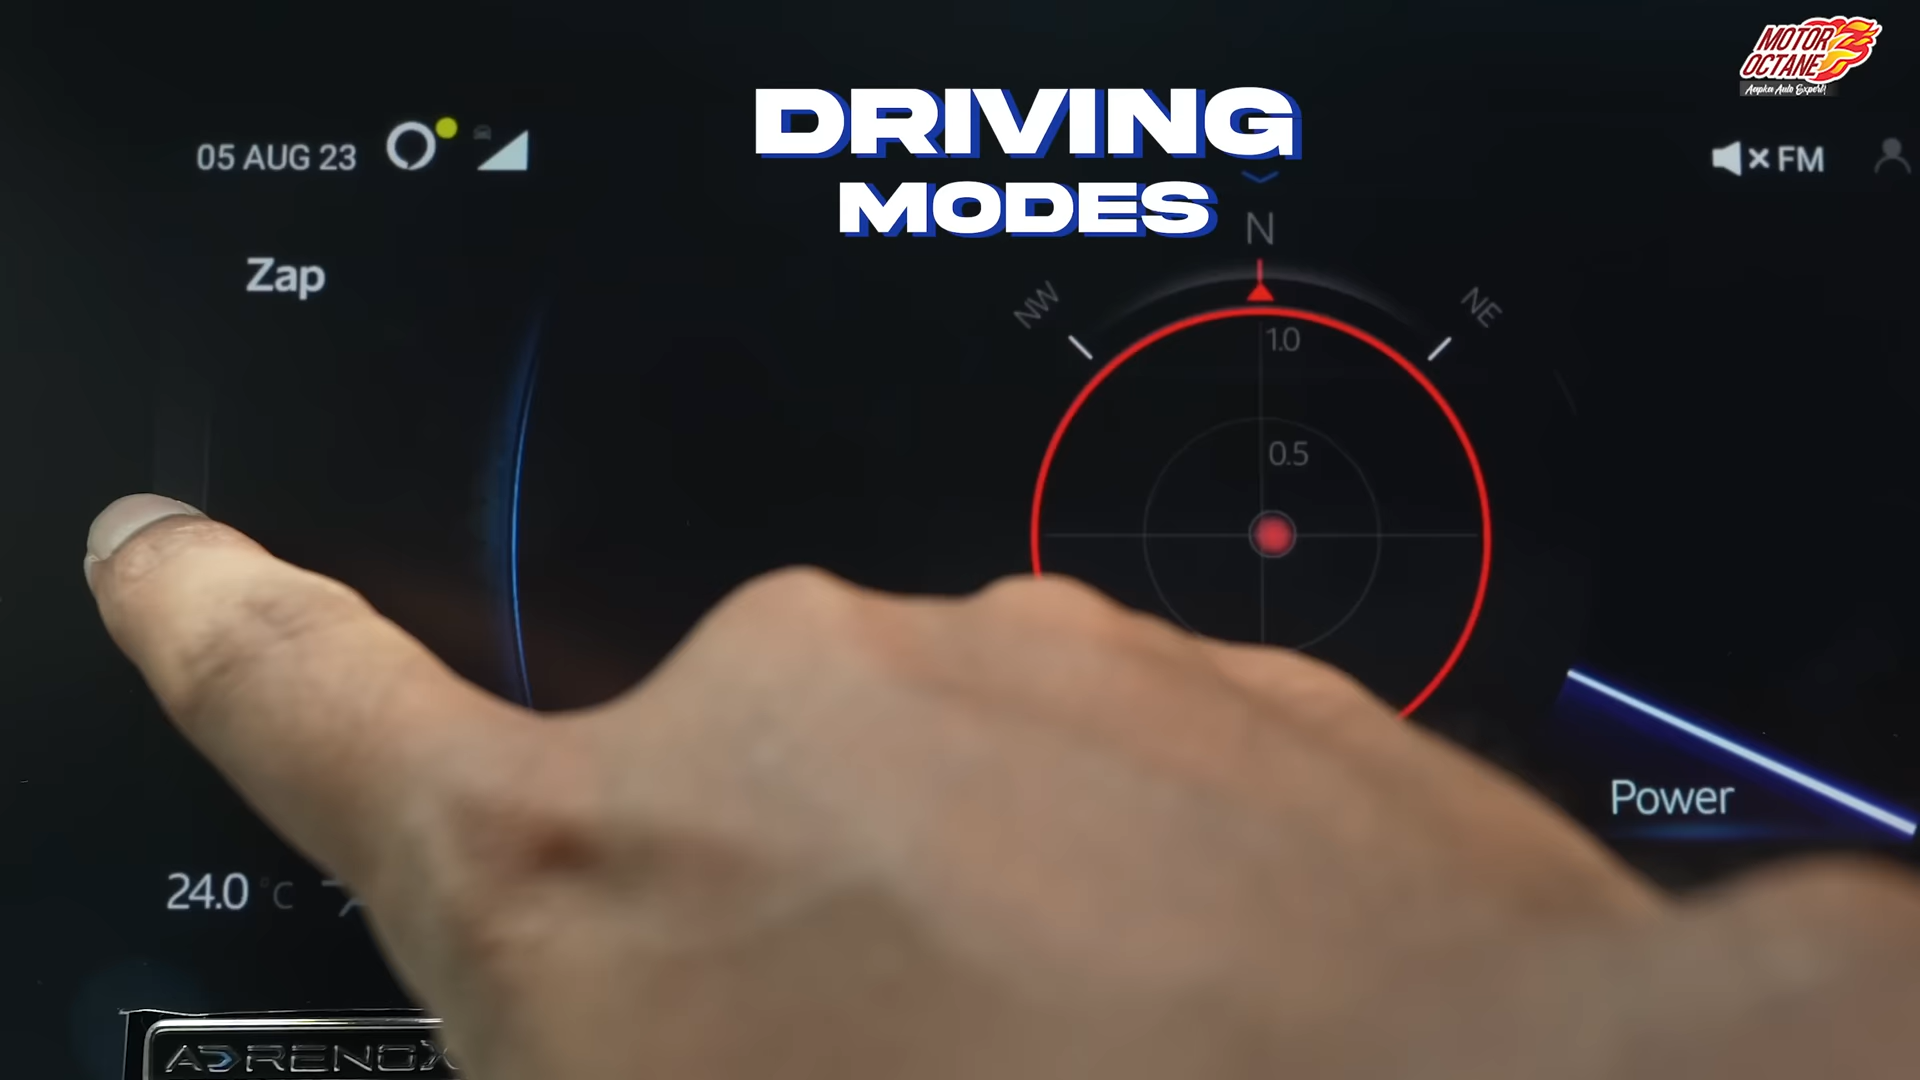 MOTOR
OCTANE
Aapka Auto Expert!
DRIVING
MODES
05 AUG 23
× FM
Zap
N
NW
NE
1.0
0.5
Power
24.0 °C
ADRENOX